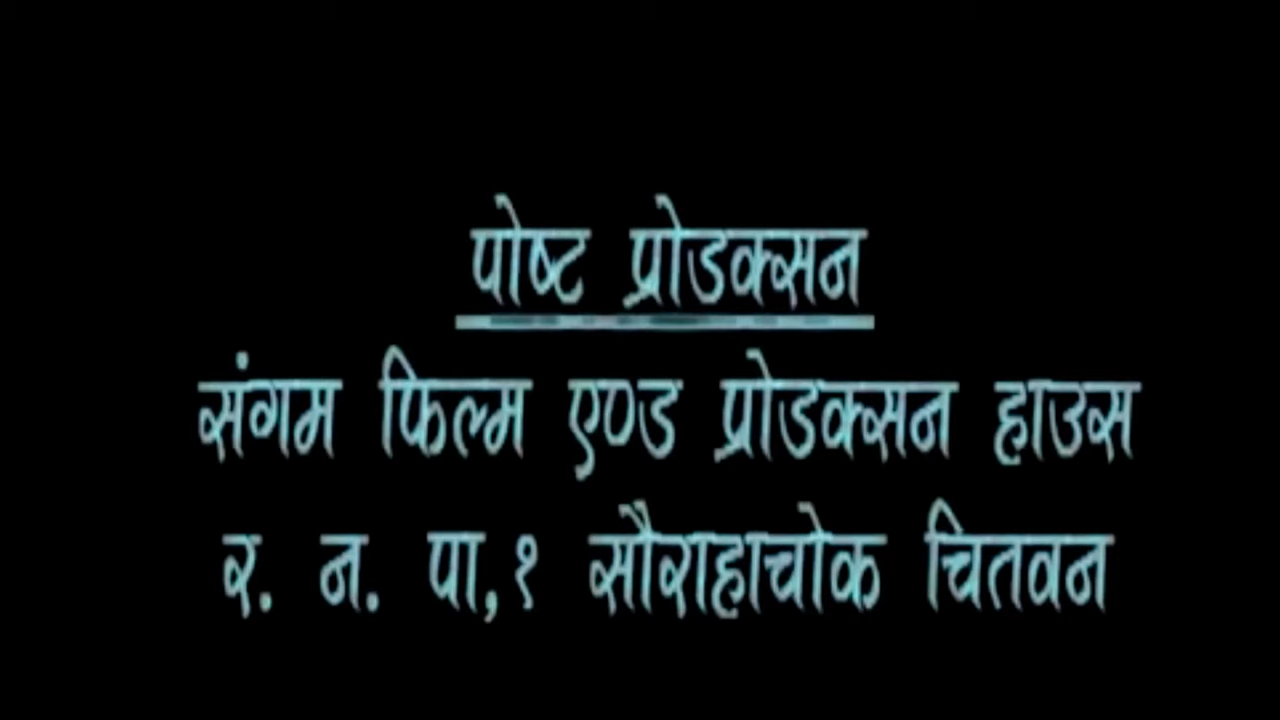 पोष्ट प्रोडक्सन
संगम फिल्म एण्ड प्रोडक्सन हाउस
र. न. पा,१ सौराहाचोक चितवन